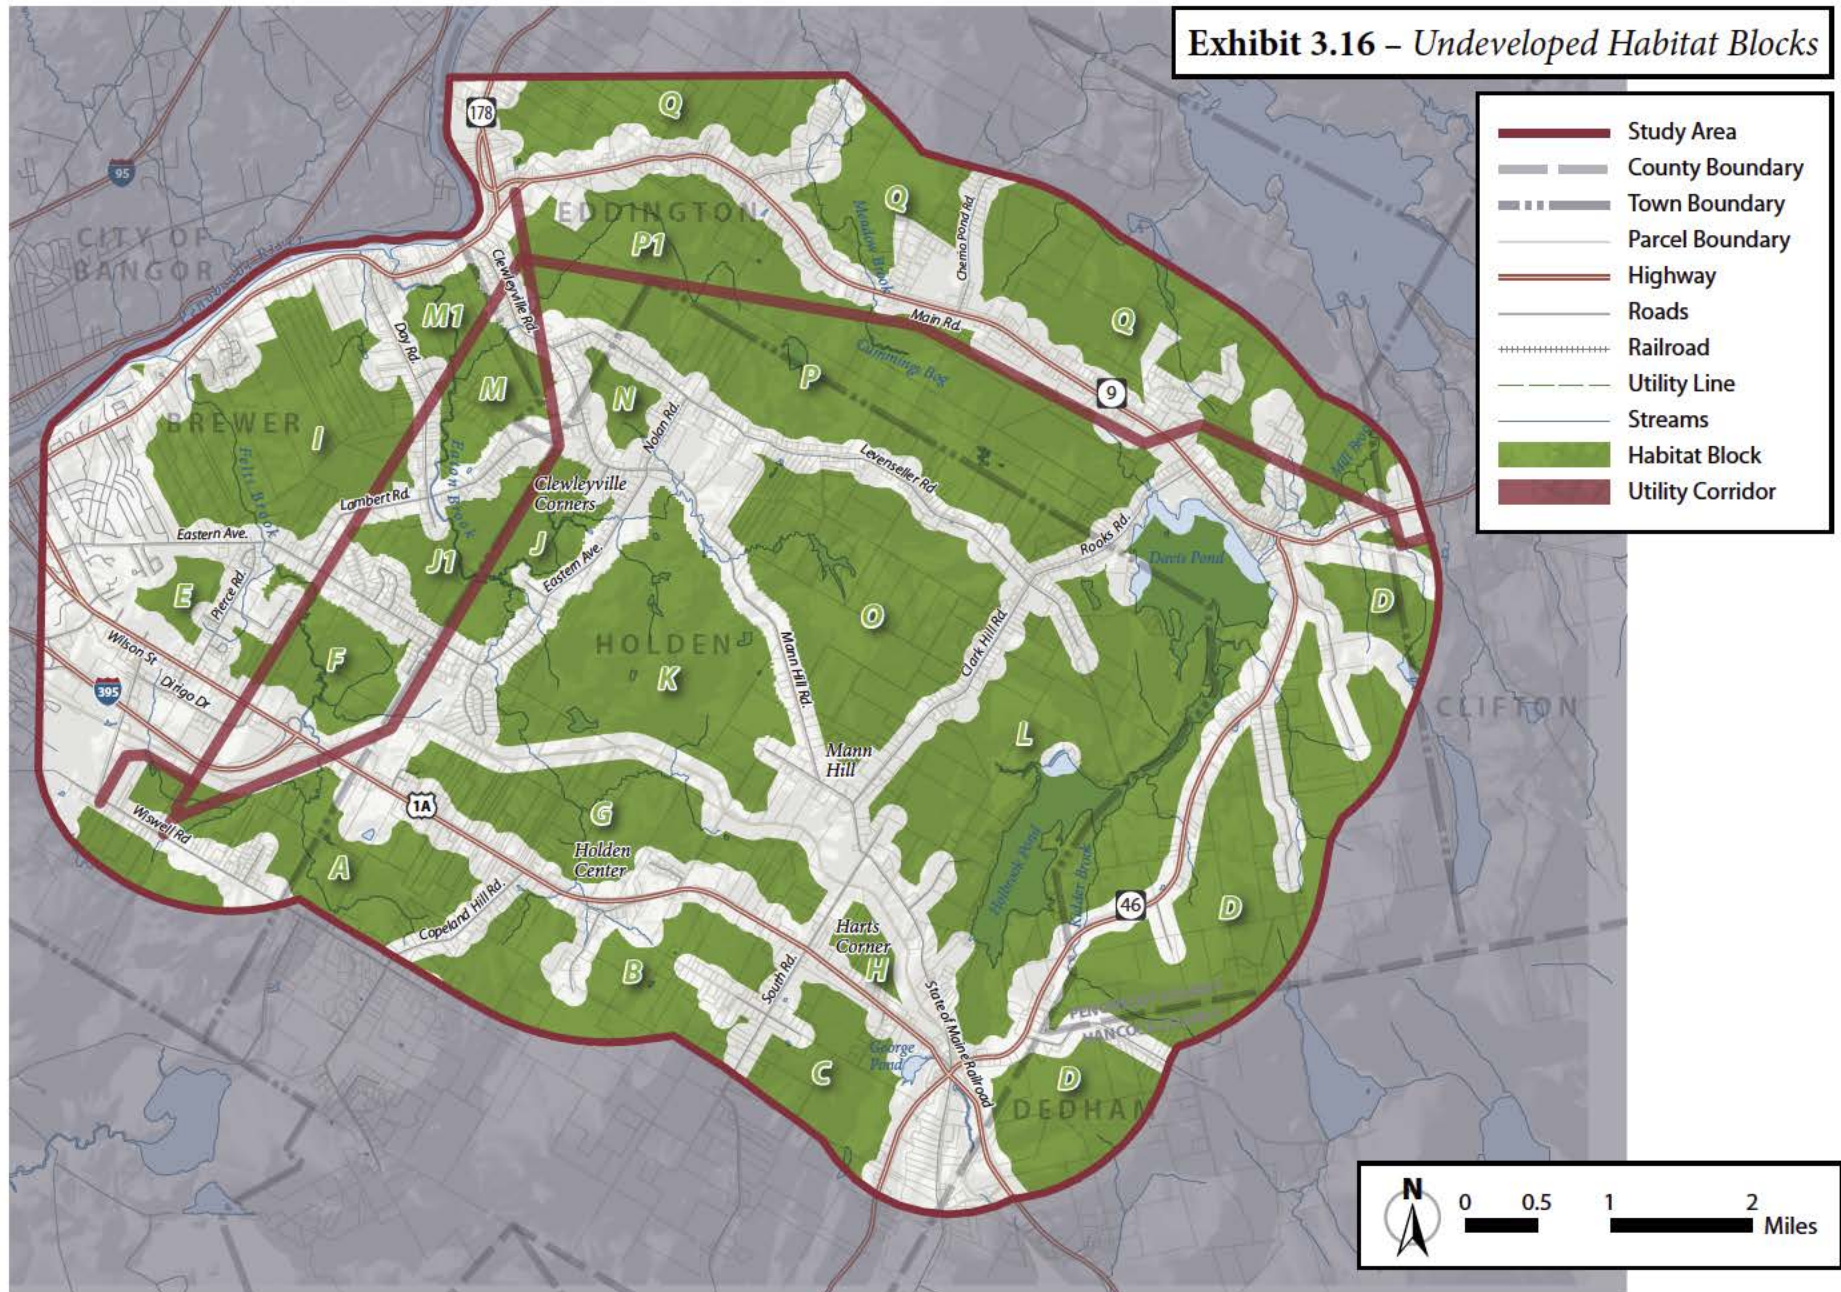 Exhibit 3.16 – Undeveloped Habitat Blocks
Study Area
County Boundary
Town Boundary
Parcel Boundary
Highway
Roads
Railroad
Utility Line
Streams
Habitat Block
Utility Corridor
178
Q
95
CITY OF
BANGOR
EDDINGTON
P1
Q
Meadow Brook
Chemo Pond Rd.
Clewleyville Rd.
M1
Day Rd.
Main Rd.
Q
Cummings Bog
P
9
M
N
Nolan Rd.
BREWER
I
Felts Brook
Eaton Brook
Levenseller Rd
Mill Brook
Clewleyville
Corners
Lambert Rd.
Eastern Ave.
J1
J
Eastern Ave.
Rooks Rd.
Davis Pond
E
Pierce Rd.
D
O
HOLDEN
K
Mann Hill Rd.
Clark Hill Rd.
Wilson St
F
395
Dirigo Dr
CLIFTON
L
Mann
Hill
1A
G
Wiswell Rd
Holden
Center
A
Holbrook Pond
Kidder Brook
46
D
Copeland Hill Rd.
Harts
Corner
H
B
South Rd.
State of Maine Railroad
George
Pond
C
D
DEDHAM
N
0 0.5 1 2
Miles